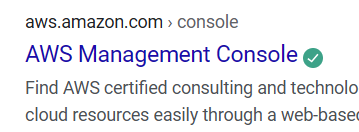 aws.amazon.com › console
AWS Management Console
Find AWS certified consulting and technolo
cloud resources easily through a web-based